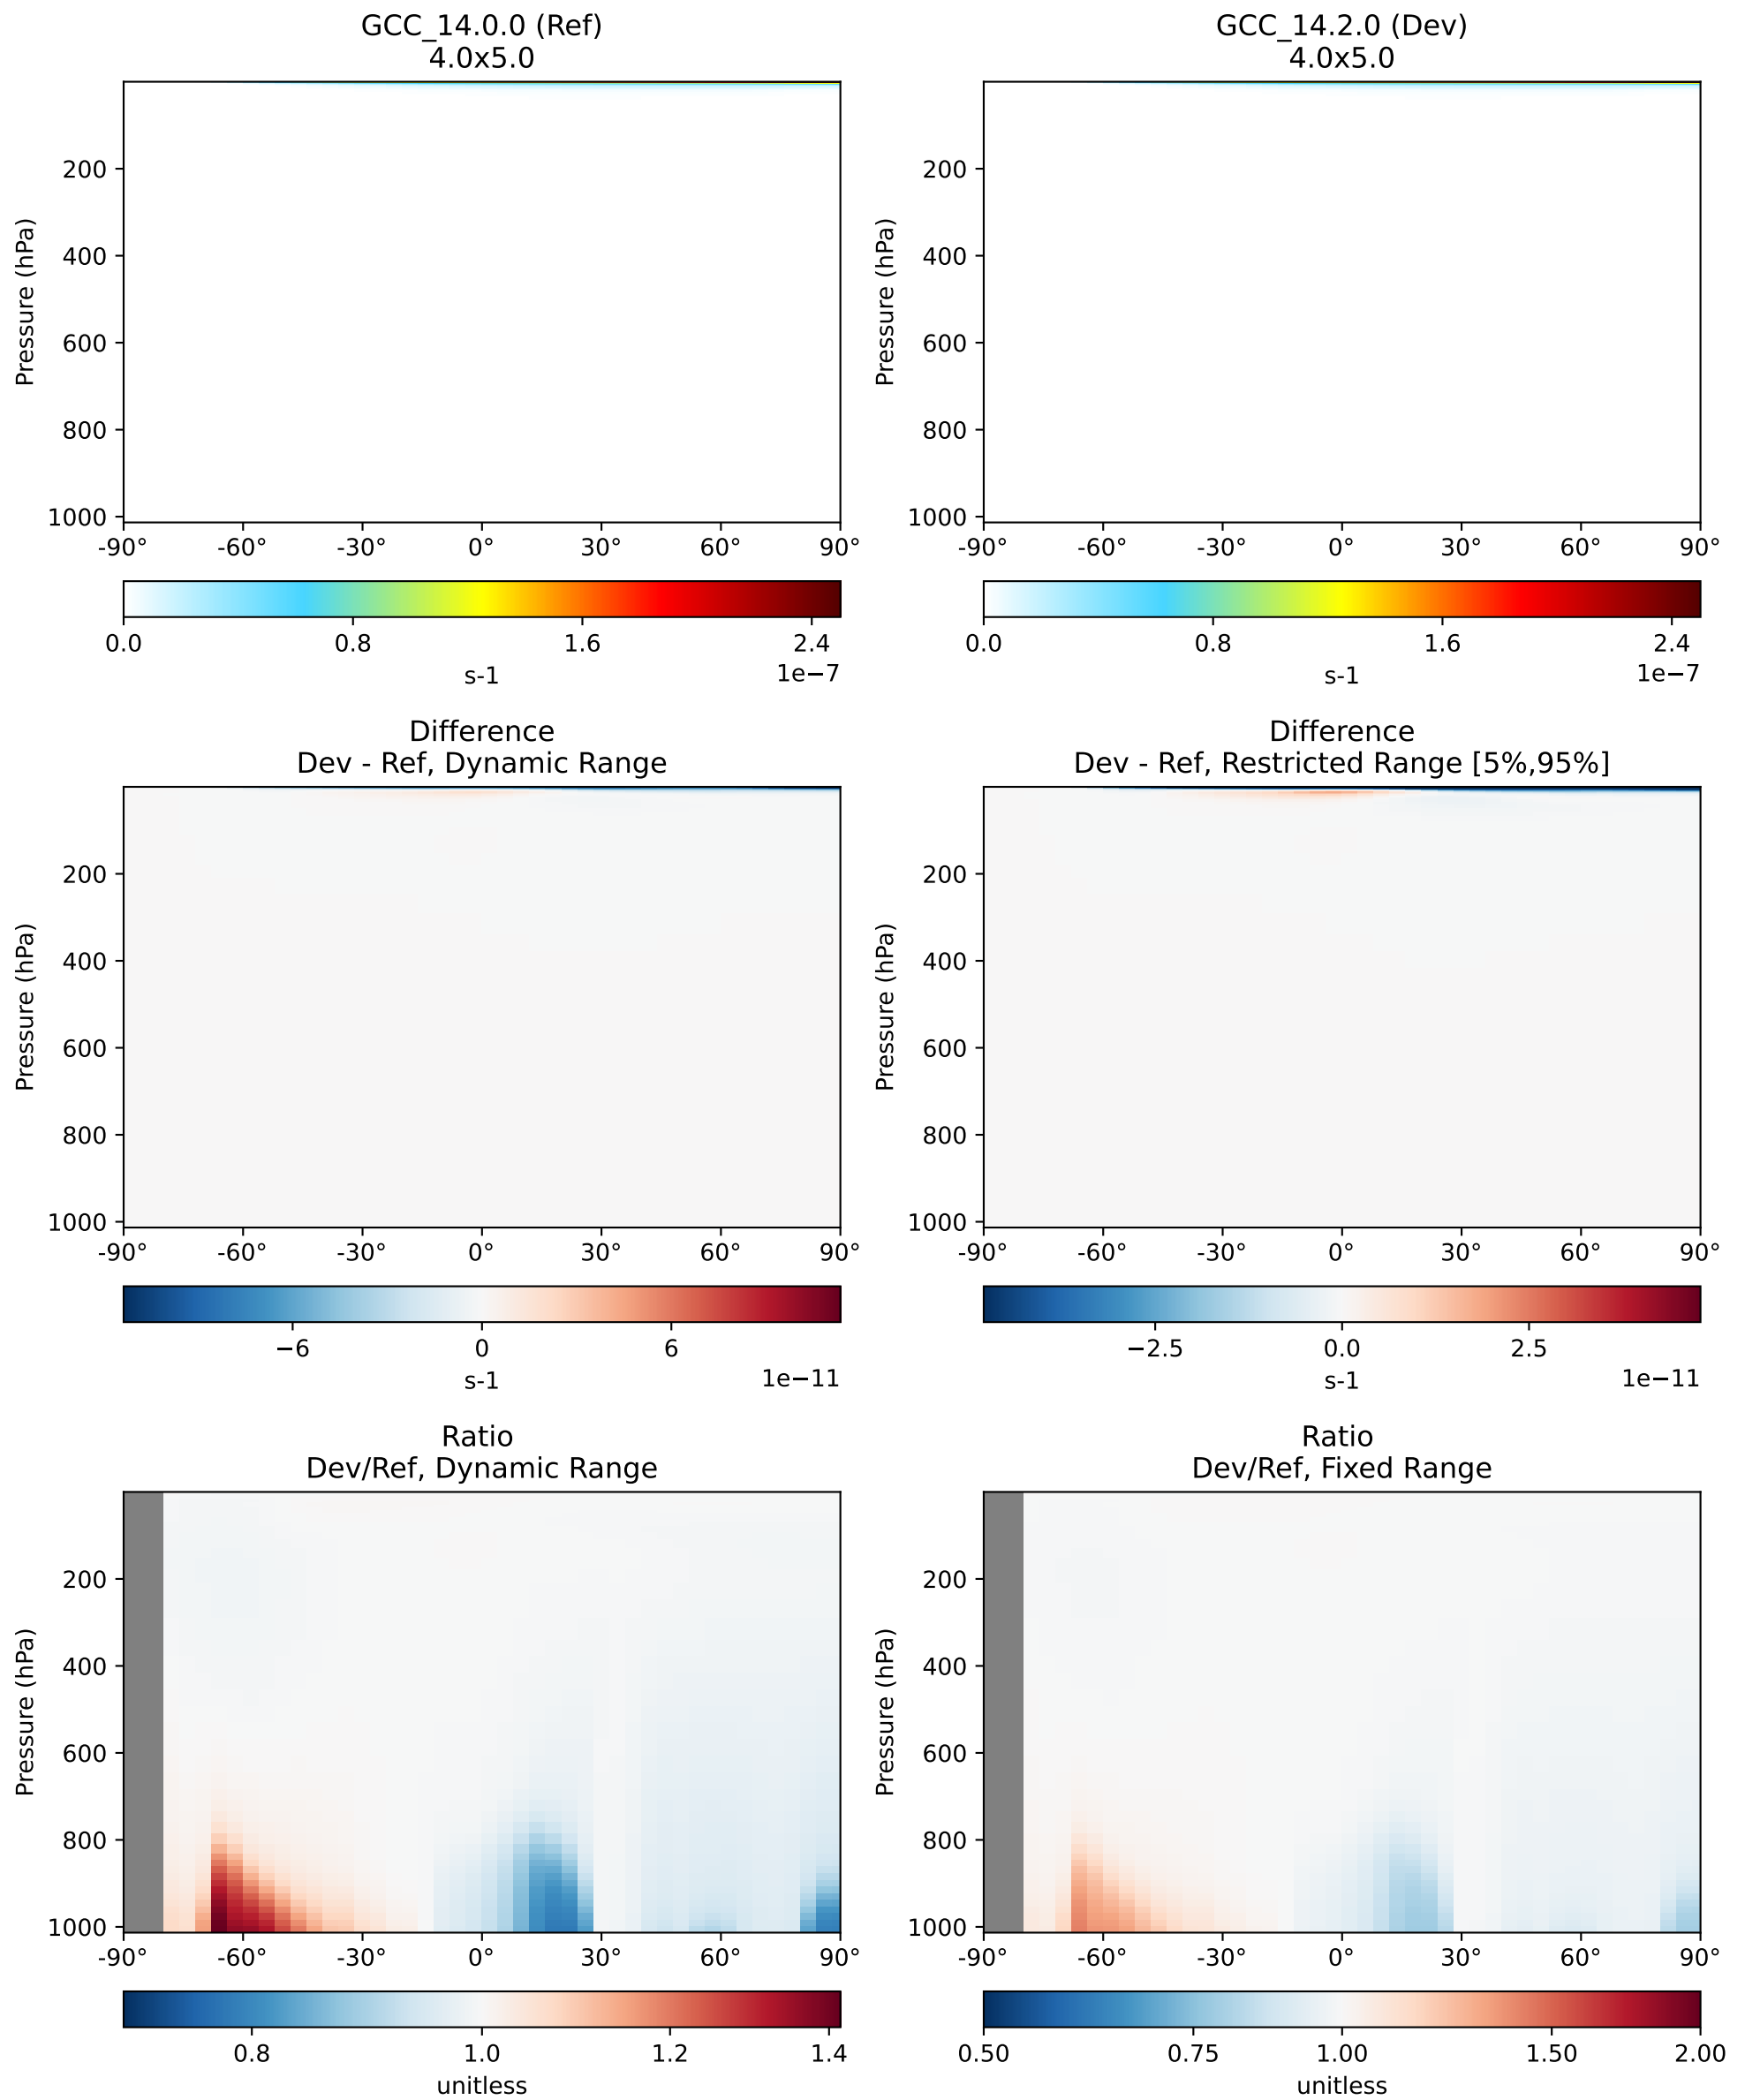 GCC_14.0.0 (Ref)
4.0x5.0
Pressure (hPa)
200
400
600
800
1000
-90° -60° -30° 0° 30° 60° 90°
0.0 0.8 1.6 2.4
s-1
1e−7
GCC_14.2.0 (Dev)
4.0x5.0
Pressure (hPa)
200
400
600
800
1000
-90° -60° -30° 0° 30° 60° 90°
0.0 0.8 1.6 2.4
s-1
1e−7
Difference
Dev - Ref, Dynamic Range
Pressure (hPa)
200
400
600
800
1000
-90° -60° -30° 0° 30° 60° 90°
−6 0 6
s-1
1e−11
Difference
Dev - Ref, Restricted Range [5%,95%]
Pressure (hPa)
200
400
600
800
1000
-90° -60° -30° 0° 30° 60° 90°
−2.5 0.0 2.5
s-1
1e−11
Ratio
Dev/Ref, Dynamic Range
Pressure (hPa)
200
400
600
800
1000
-90° -60° -30° 0° 30° 60° 90°
0.8 1.0 1.2 1.4
unitless
Ratio
Dev/Ref, Fixed Range
Pressure (hPa)
200
400
600
800
1000
-90° -60° -30° 0° 30° 60° 90°
0.50 0.75 1.00 1.50 2.00
unitless